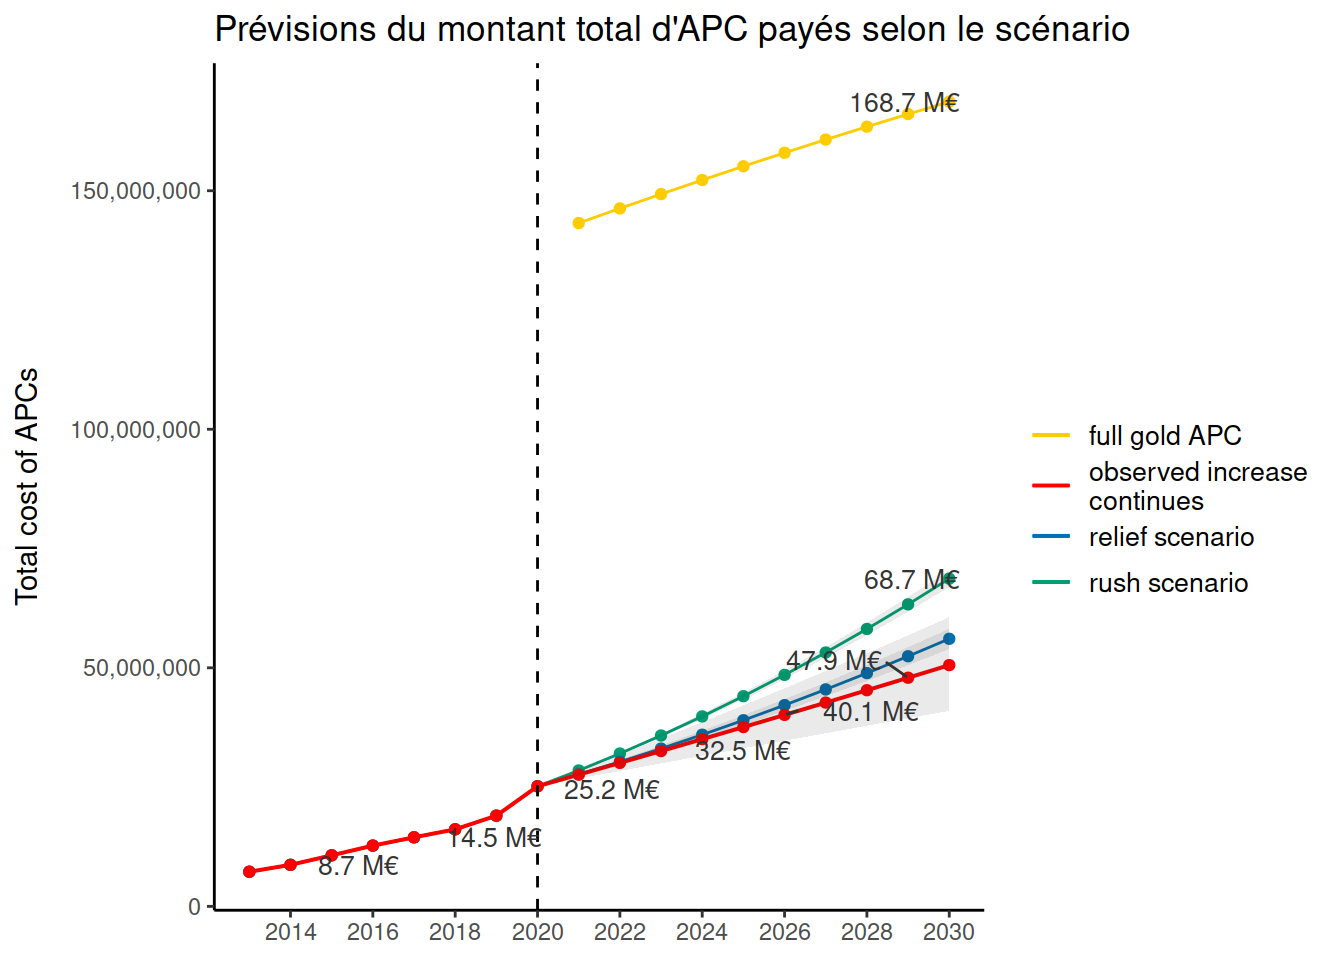 Prévisions du montant total d'APC payés selon le scénario
Total cost of APCs
150,000,000
100,000,000
50,000,000
0
168.7 M€
68.7 M€
47.9 M€
40.1 M€
32.5 M€
25.2 M€
14.5 M€
8.7 M€
2014 2016 2018 2020 2022 2024 2026 2028 2030
full gold APC
observed increase
continues
relief scenario
rush scenario